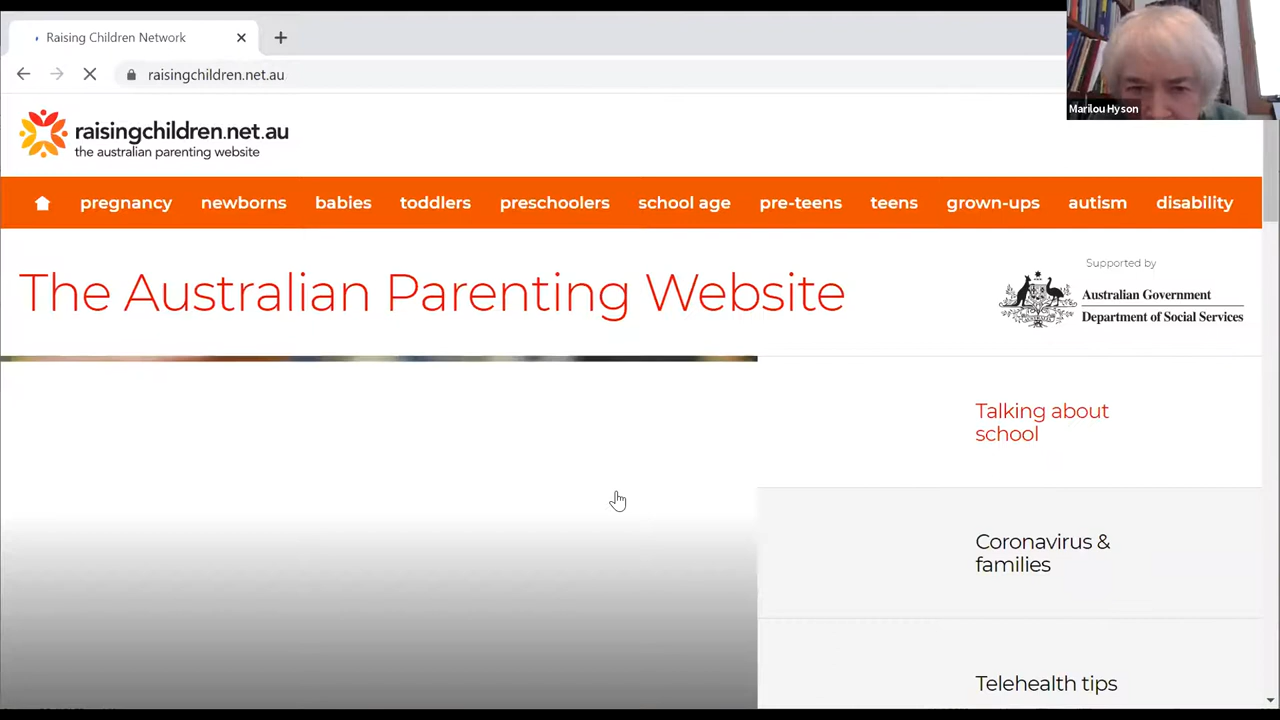 Raising Children Network
raisingchildren.net.au
Marilou Hyson
raisingchildren.net.au
the australian parenting website
pregnancy newborns babies toddlers preschoolers school age pre-teens teens grown-ups autism disability
The Australian Parenting Website
Supported by
Australian Government
Department of Social Services
Talking about
school
Coronavirus &
families
Telehealth tips